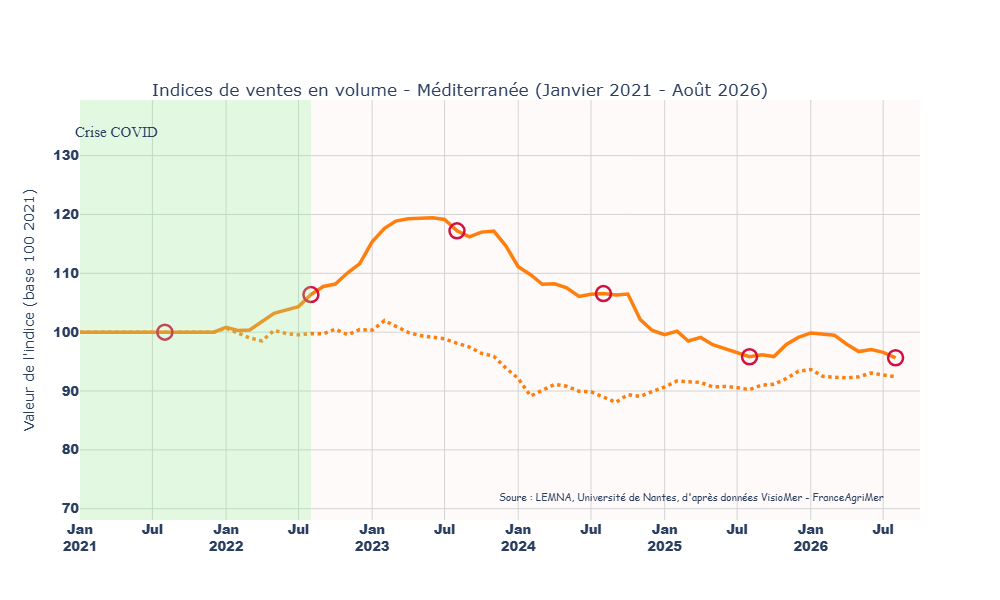 Indices de ventes en volume - Méditerranée (Janvier 2021 - Août 2026)
Crise COVID
Valeur de l'indice (base 100 2021)
130
120
110
100
90
80
70
Soure : LEMNA, Université de Nantes, d'après données VisioMer - FranceAgriMer
Jan Jul Jan Jul Jan Jul Jan Jul Jan Jul Jan Jul
2021 2022 2023 2024 2025 2026